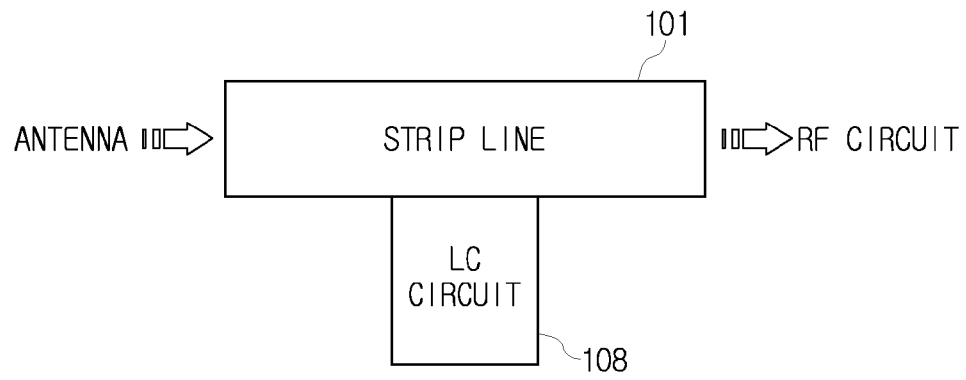 101
ANTENNA
STRIP LINE
RF CIRCUIT
LC
CIRCUIT
108